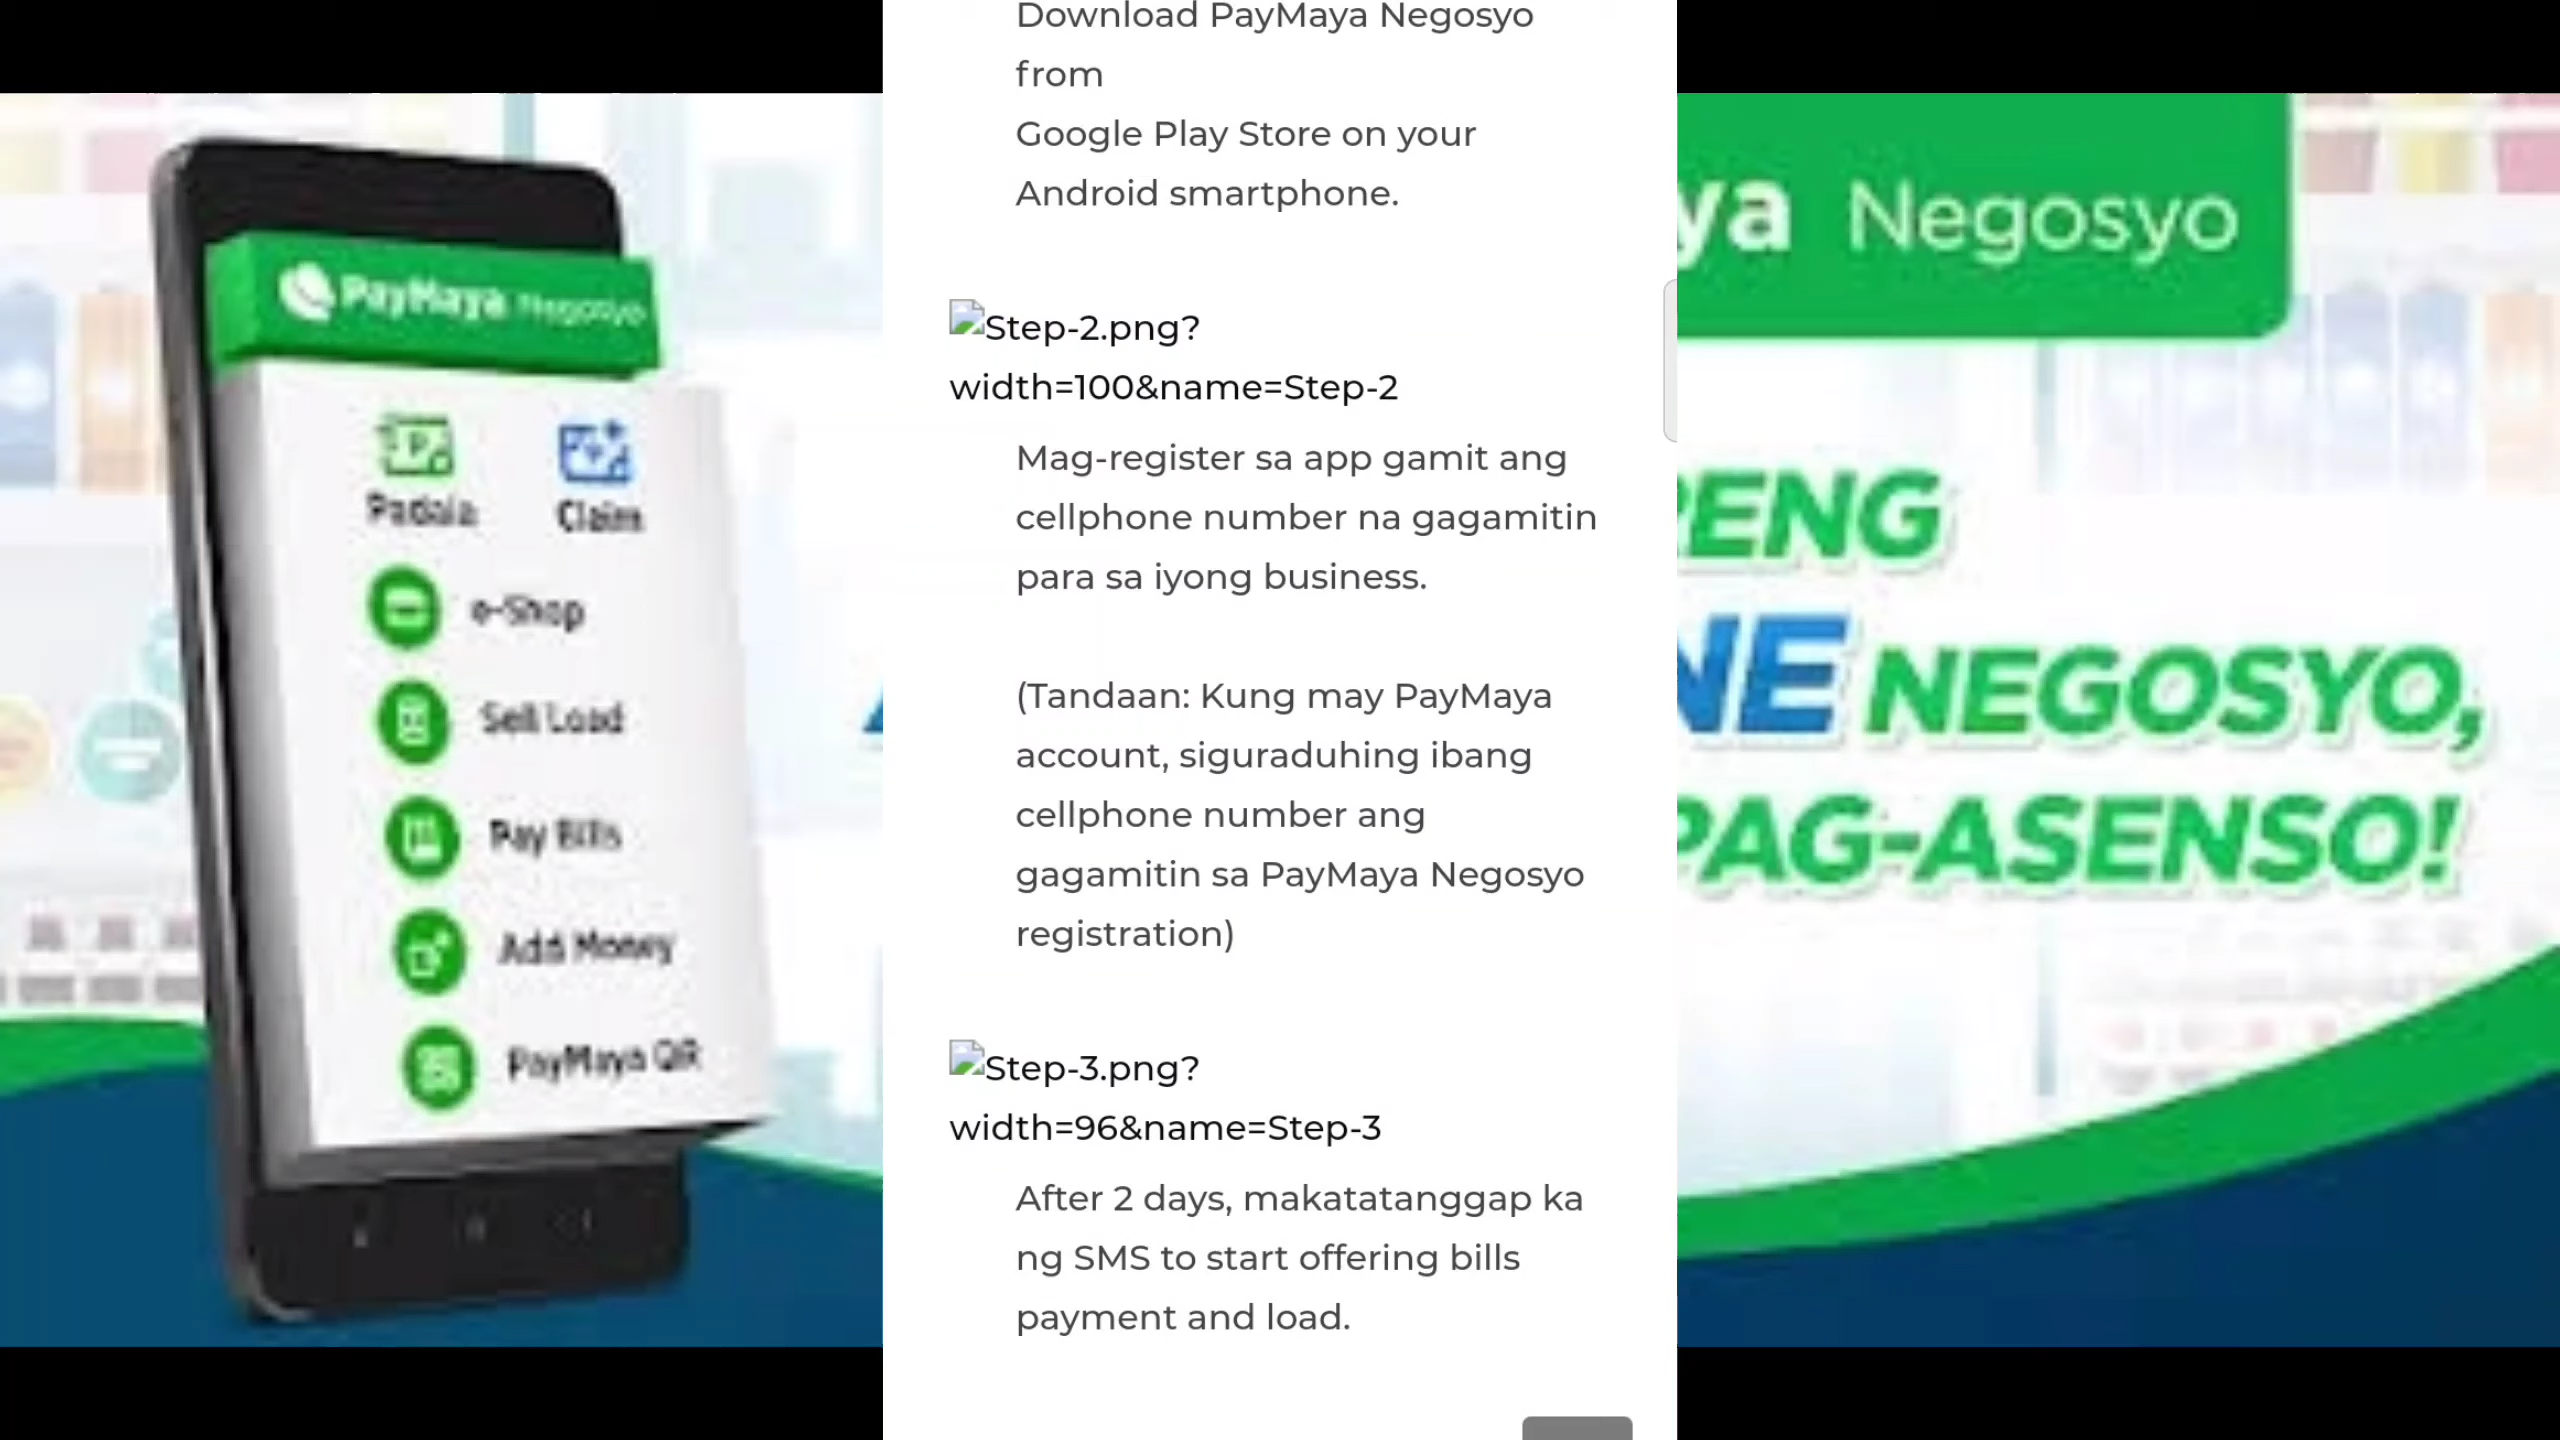 Download PayMaya Negosyo
from
Google Play Store on your
Android smartphone.
Step-2.png?
width=100&name=Step-2
Mag-register sa app gamit ang
cellphone number na gagamitin
para sa iyong business.
(Tandaan: Kung may PayMaya
account, siguraduhing ibang
cellphone number ang
gagamitin sa PayMaya Negosyo
registration)
Step-3.png?
width=96&name=Step-3
After 2 days, makatatanggap ka
ng SMS to start offering bills
payment and load.
PayMaya Negosyo
Padala
Claim
e-Shop
Sell Load
Pay Bills
Add Money
PayMaya QR
ya Negosyo
RENG
NE NEGOSYO,
PAG-ASENSO!